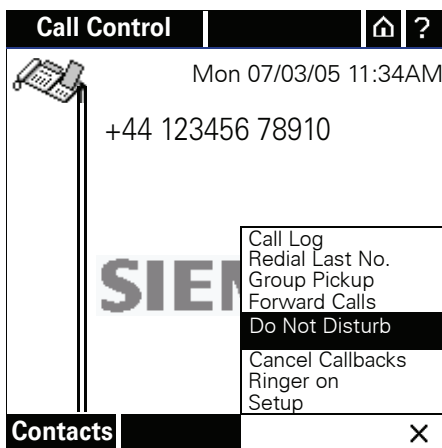 Call Control ?
Mon 07/03/05 11:34AM
+44 123456 78910
SIE
Call Log
Redial Last No.
Group Pickup
Forward Calls
Do Not Disturb
Cancel Callbacks
Ringer on
Setup
Contacts